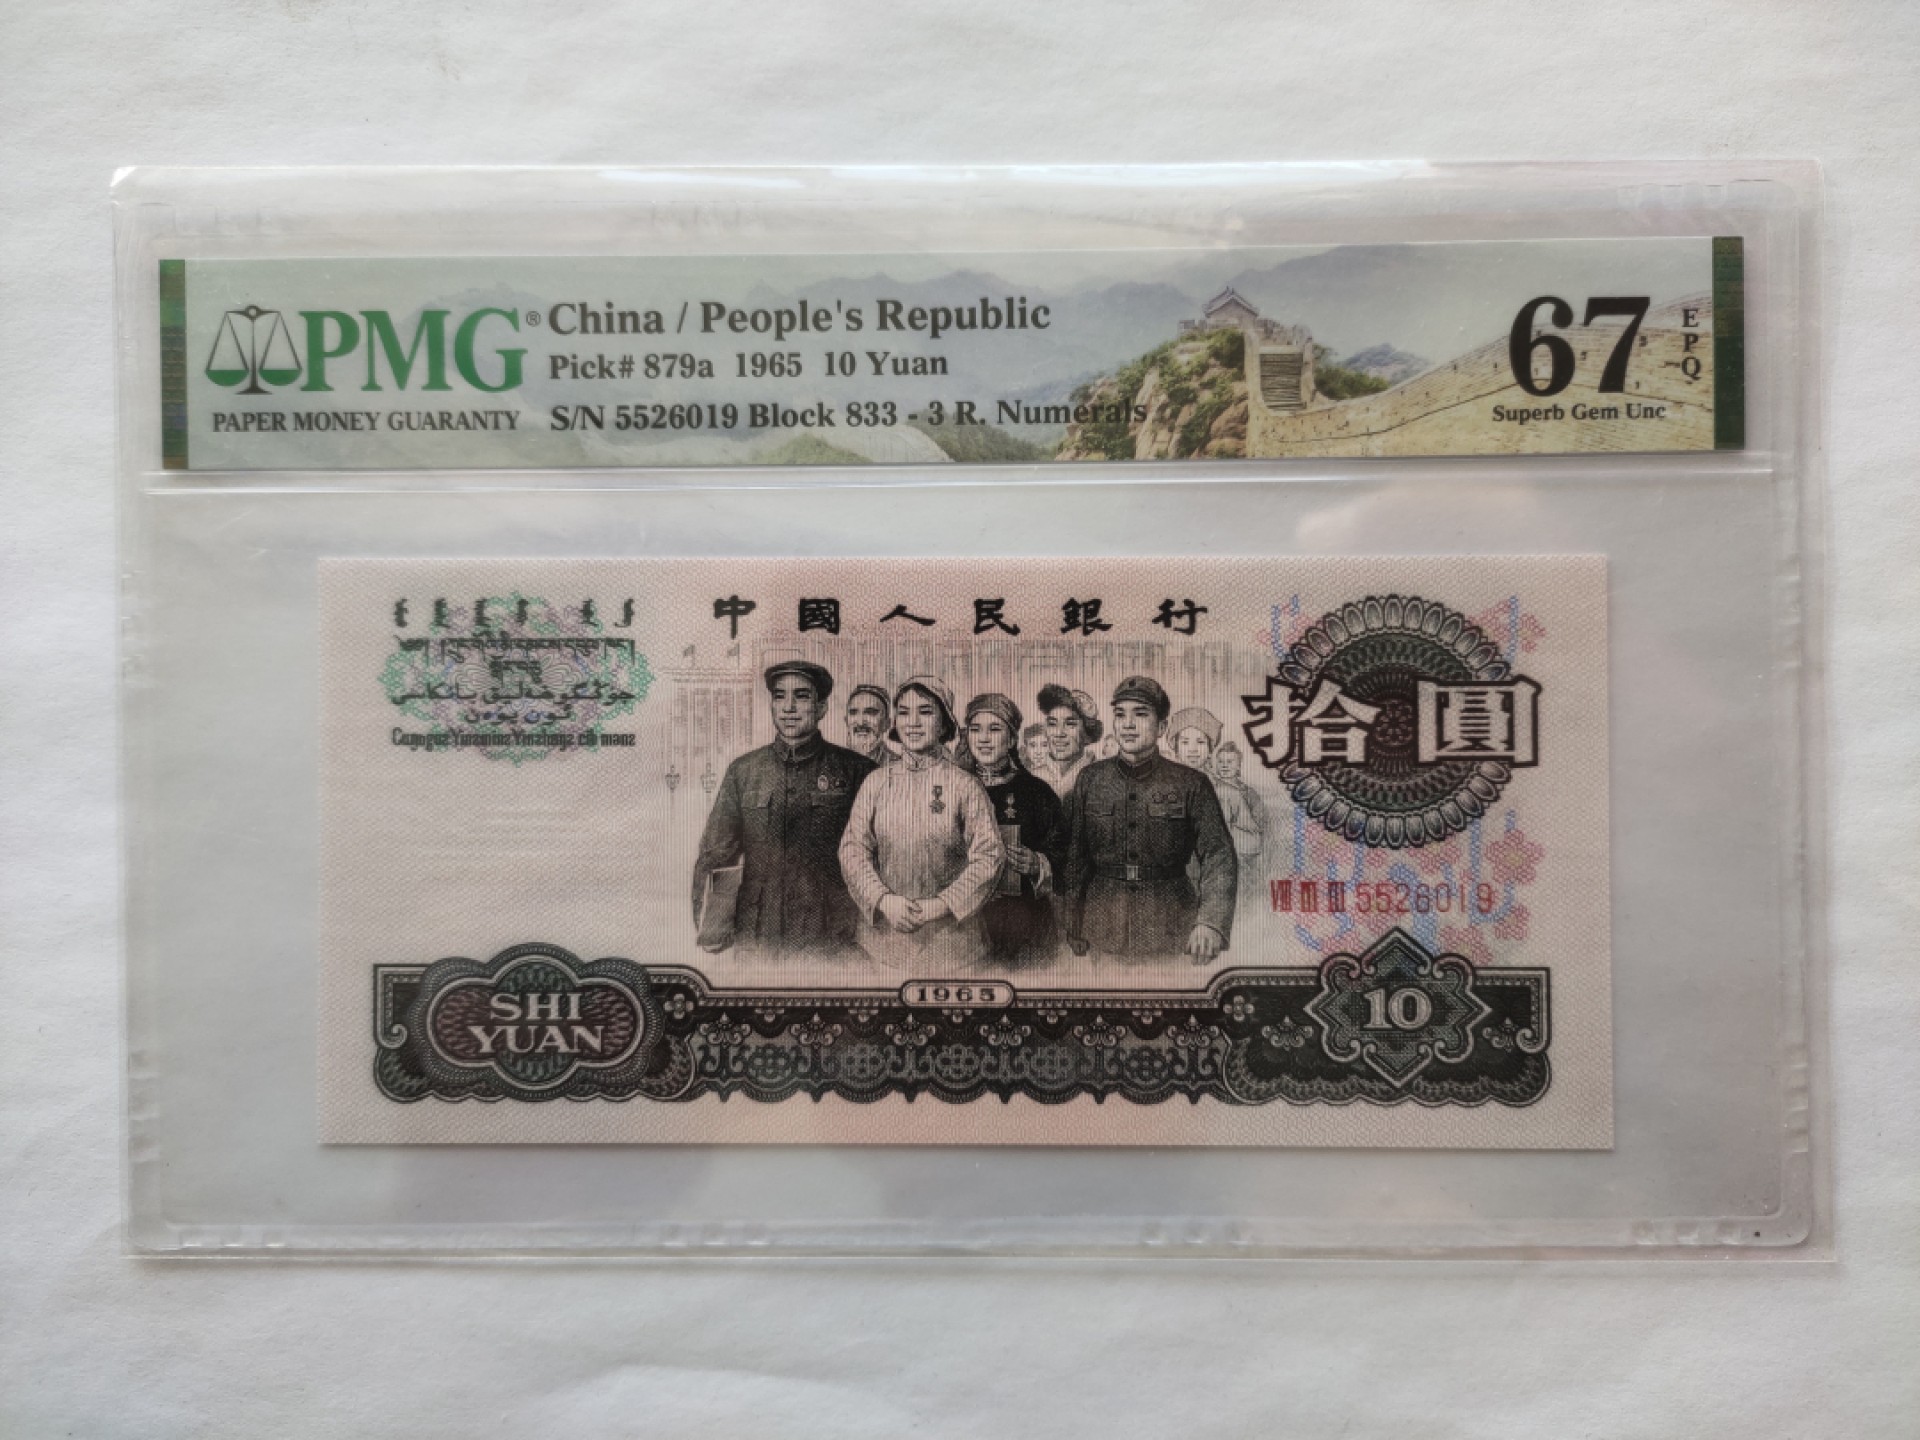 PMG®
PAPER MONEY GUARANTY
China / People's Republic
Pick# 879a 1965 10 Yuan
S/N 5526019 Block 833 - 3 R. Numerals
67
EPQ
Superb Gem Unc
中國人民銀行
拾圓
VIII III III 5526019
1965
SHI
YUAN
10